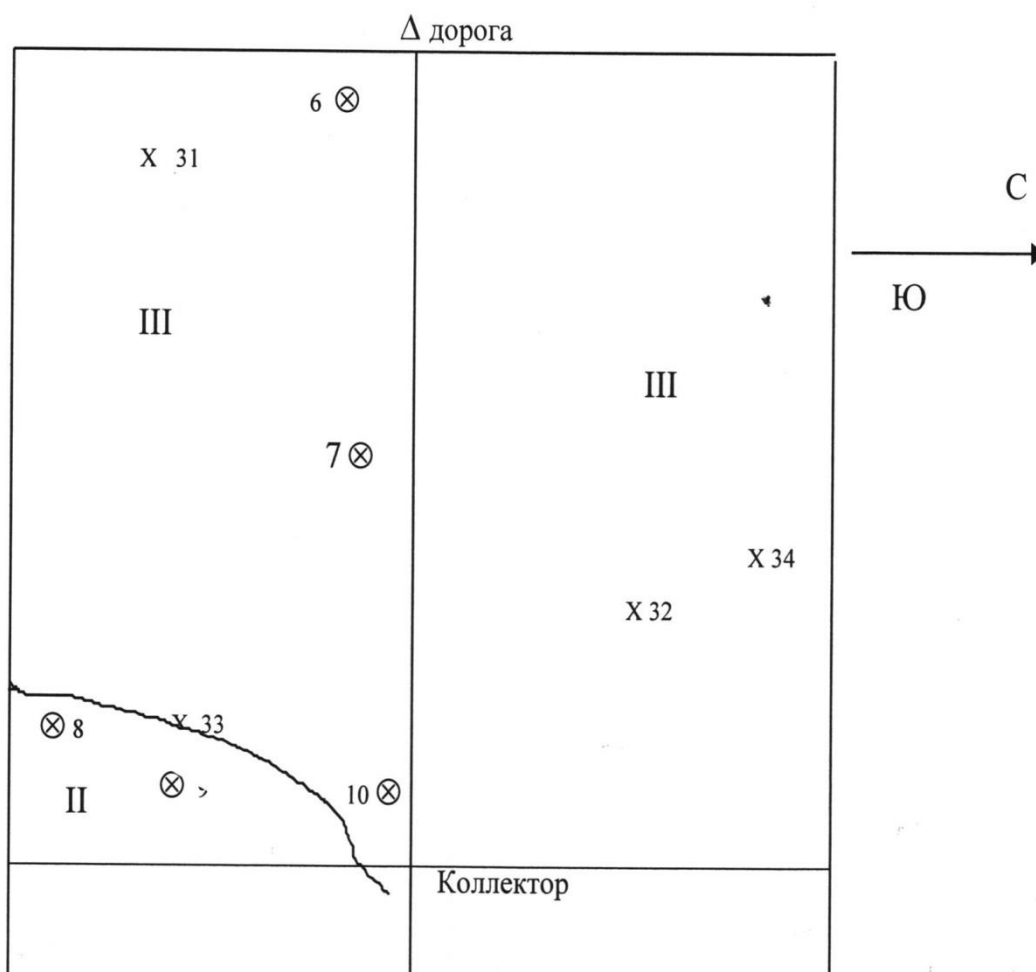 Δ дорога
6 ⊗
X 31
С
Ю
III
III
7 ⊗
X 34
X 32
X 33
⊗ 8
II
10 ⊗
Коллектор